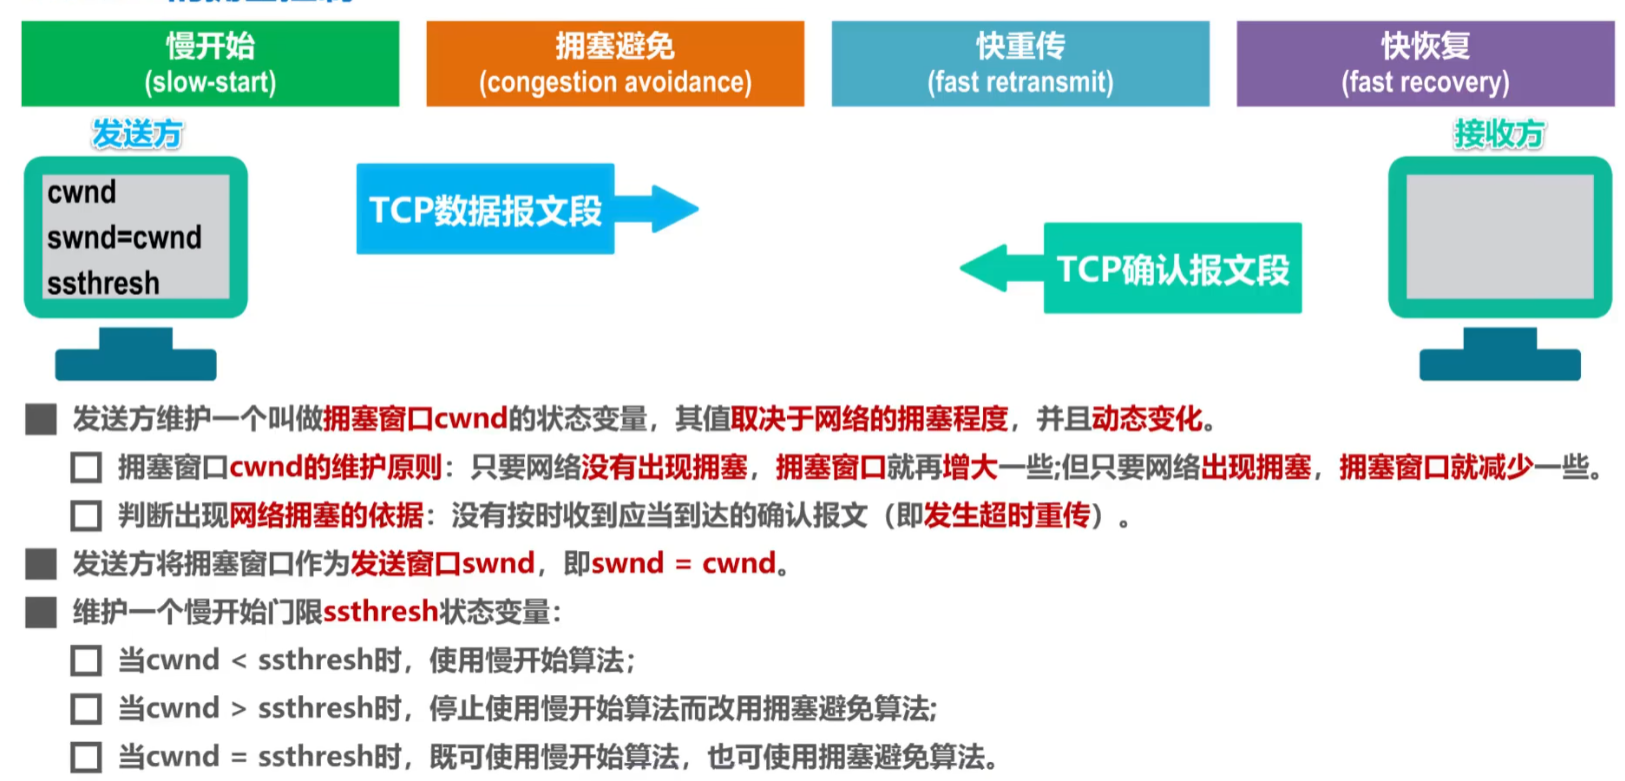 慢开始
(slow-start)
拥塞避免
(congestion avoidance)
快重传
(fast retransmit)
快恢复
(fast recovery)
发送方
接收方
cwnd
swnd=cwnd
ssthresh
TCP数据报文段
TCP确认报文段
发送方维护一个叫做拥塞窗口cwnd的状态变量，其值取决于网络的拥塞程度，并且动态变化。
拥塞窗口cwnd的维护原则：只要网络没有出现拥塞，拥塞窗口就再增大一些;但只要网络出现拥塞，拥塞窗口就减少一些。
判断出现网络拥塞的依据：没有按时收到应当到达的确认报文（即发生超时重传）。
发送方将拥塞窗口作为发送窗口swnd，即swnd = cwnd。
维护一个慢开始门限ssthresh状态变量：
当cwnd < ssthresh时，使用慢开始算法；
当cwnd > ssthresh时，停止使用慢开始算法而改用拥塞避免算法;
当cwnd = ssthresh时，既可使用慢开始算法，也可使用拥塞避免算法。